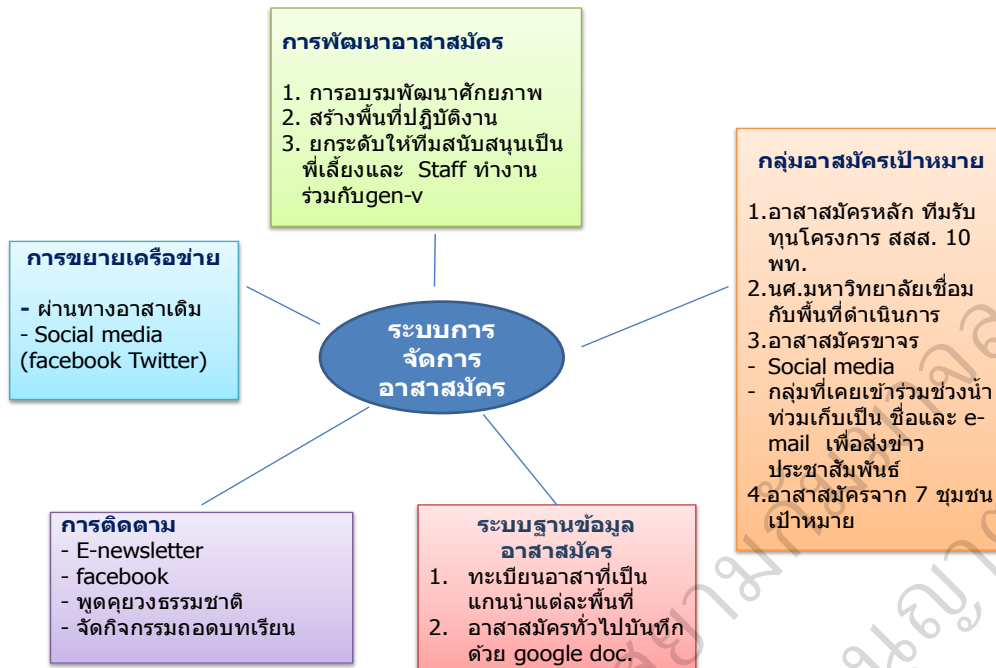 การพัฒนาอาสาสมัคร
1. การอบรมพัฒนาศักยภาพ
2. สร้างพื้นที่ปฏิบัติงาน
3. ยกระดับให้ทีมสนับสนุนเป็น
พี่เลี้ยงและ Staff ทำงาน
ร่วมกับgen-v
กลุ่มอาสมัครเป้าหมาย
1.อาสาสมัครหลัก ทีมรับ
ทุนโครงการ สสส. 10
พท.
2.นศ.มหาวิทยาลัยเชื่อม
กับพื้นที่ดำเนินการ
3.อาสาสมัครขาจร
- Social media
- กลุ่มที่เคยเข้าร่วมช่วงน้ำ
ท่วมเก็บเป็น ชื่อและ e-
mail เพื่อส่งข่าว
ประชาสัมพันธ์
4.อาสาสมัครจาก 7 ชุมชน
เป้าหมาย
การขยายเครือข่าย
- ผ่านทางอาสาเดิม
- Social media
(facebook Twitter)
ระบบการ
จัดการ
อาสาสมัคร
การติดตาม
- E-newsletter
- facebook
- พูดคุยวงธรรมชาติ
- จัดกิจกรรมถอดบทเรียน
ระบบฐานข้อมูล
อาสาสมัคร
1. ทะเบียนอาสาที่เป็น
แกนนำแต่ละพื้นที่
2. อาสาสมัครทั่วไปบันทึก
ด้วย google doc.